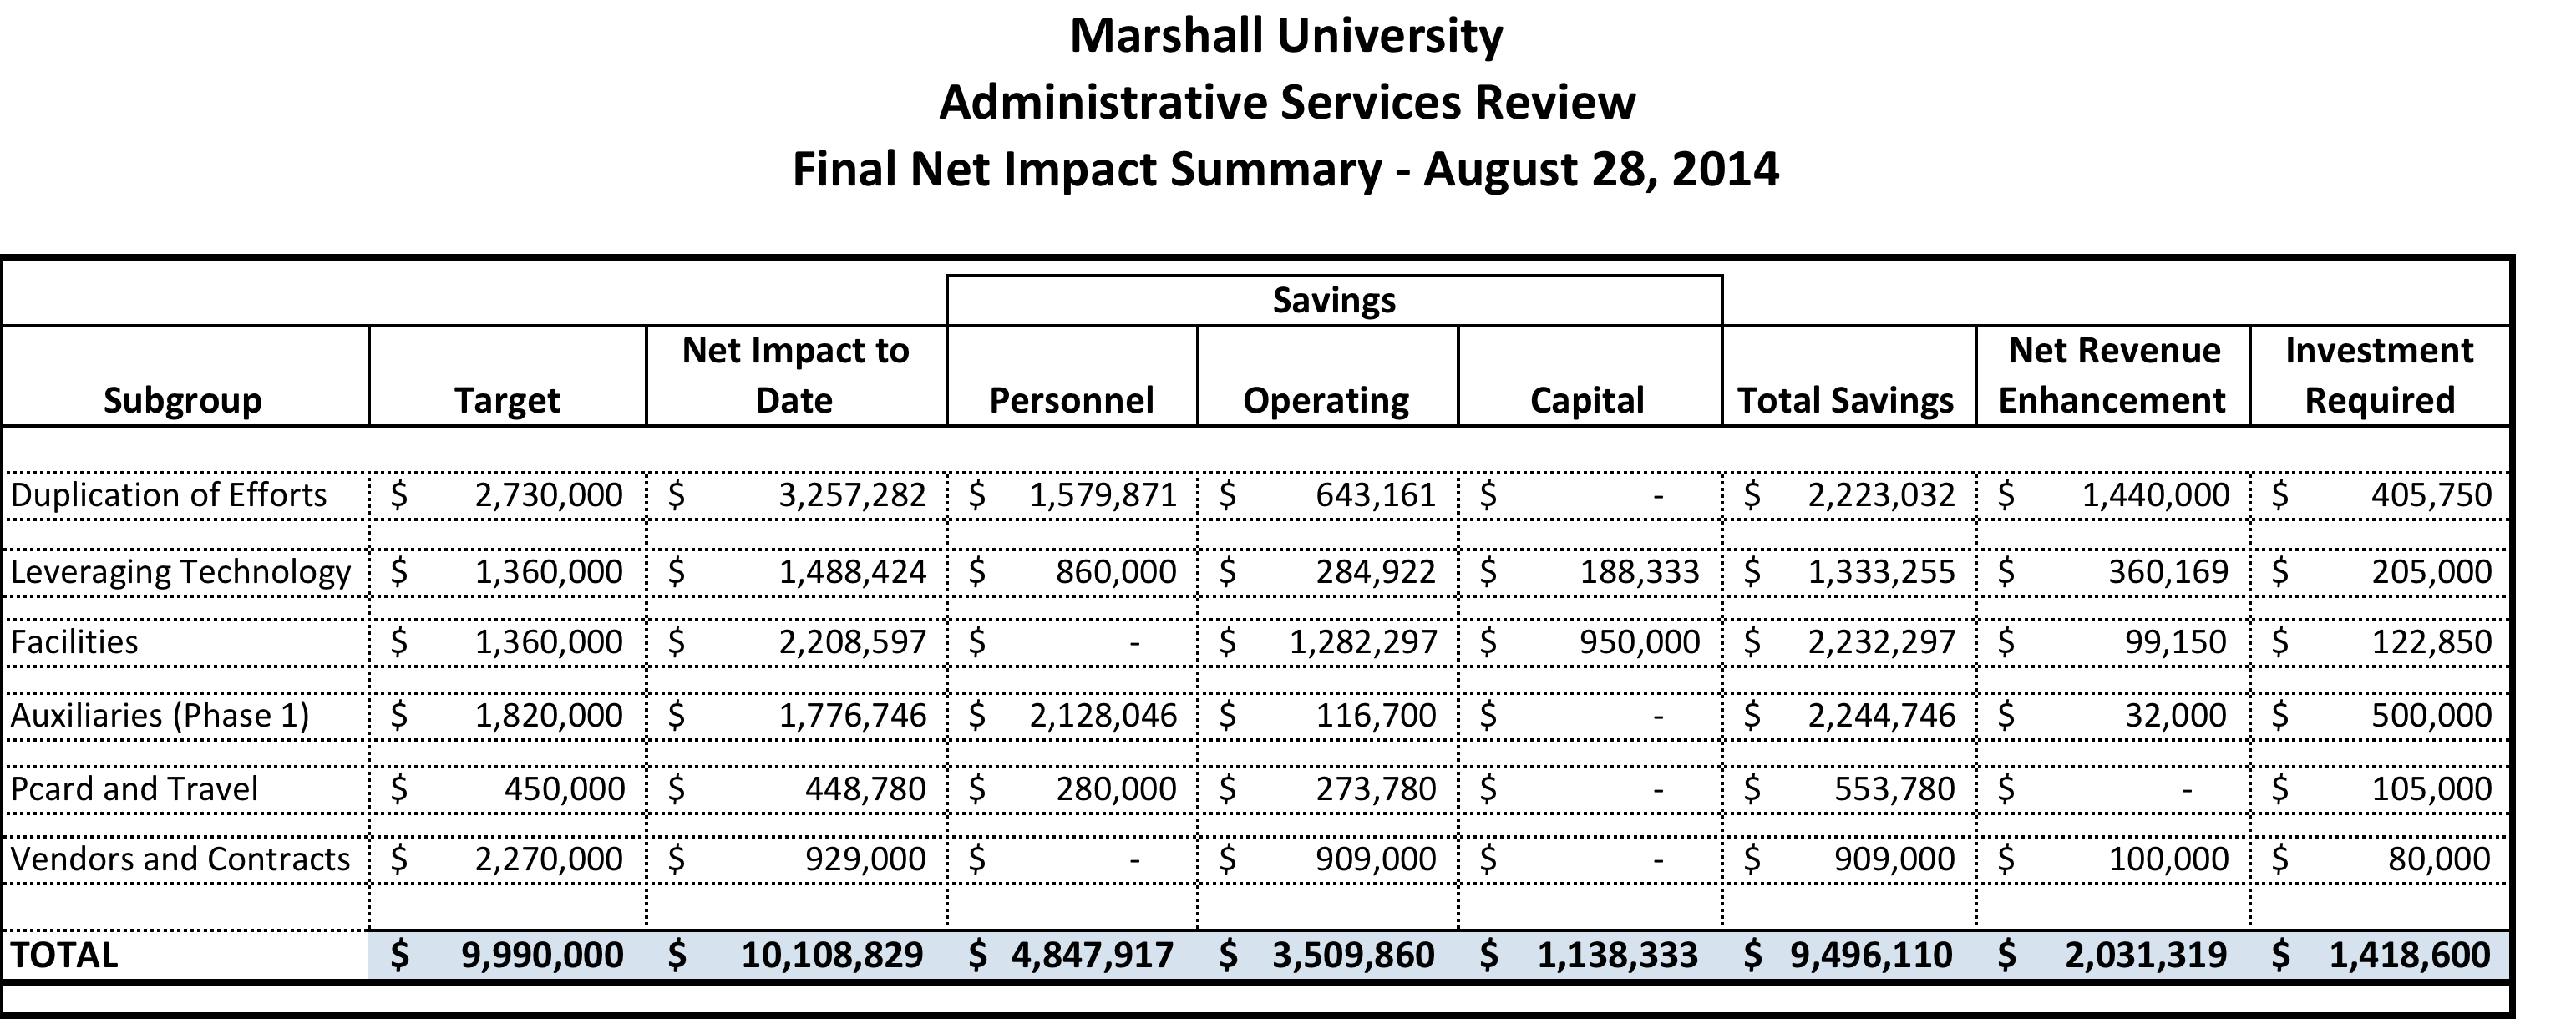 Marshall University
Administrative Services Review
Final Net Impact Summary - August 28, 2014
Savings
Subgroup Target Net Impact to Date Personnel Operating Capital Total Savings Net Revenue Enhancement Investment Required
Duplication of Efforts $ 2,730,000 $ 3,257,282 $ 1,579,871 $ 643,161 $ - $ 2,223,032 $ 1,440,000 $ 405,750
Leveraging Technology $ 1,360,000 $ 1,488,424 $ 860,000 $ 284,922 $ 188,333 $ 1,333,255 $ 360,169 $ 205,000
Facilities $ 1,360,000 $ 2,208,597 $ - $ 1,282,297 $ 950,000 $ 2,232,297 $ 99,150 $ 122,850
Auxiliaries (Phase 1) $ 1,820,000 $ 1,776,746 $ 2,128,046 $ 116,700 $ - $ 2,244,746 $ 32,000 $ 500,000
Pcard and Travel $ 450,000 $ 448,780 $ 280,000 $ 273,780 $ - $ 553,780 $ - $ 105,000
Vendors and Contracts $ 2,270,000 $ 929,000 $ - $ 909,000 $ - $ 909,000 $ 100,000 $ 80,000
TOTAL $ 9,990,000 $ 10,108,829 $ 4,847,917 $ 3,509,860 $ 1,138,333 $ 9,496,110 $ 2,031,319 $ 1,418,600